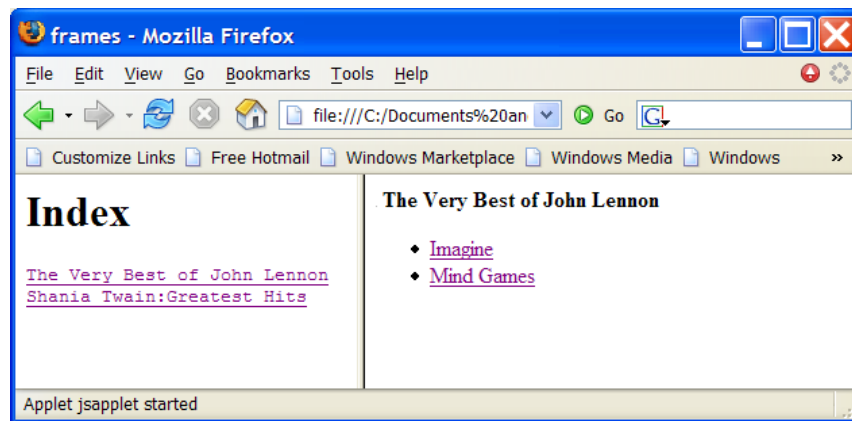 frames - Mozilla Firefox
File Edit View Go Bookmarks Tools Help
file:///C:/Documents%20an Go G
Customize Links Free Hotmail Windows Marketplace Windows Media Windows »
Index
The Very Best of John Lennon
Shania Twain:Greatest Hits
The Very Best of John Lennon
Imagine
Mind Games
Applet jsapplet started